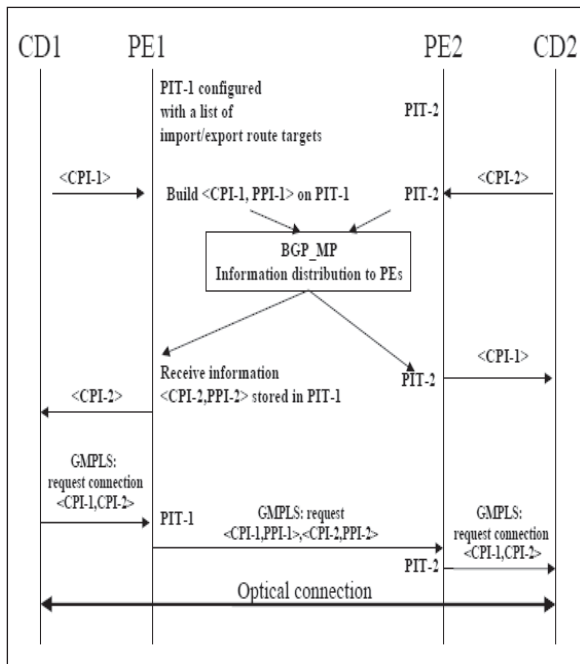 CD1 PE1 PE2 CD2
PIT-1 configured
with a list of
import/export route targets
PIT-2
<CPI-1>
Build <CPI-1, PPI-1> on PIT-1
PIT-2
<CPI-2>
BGP_MP
Information distribution to PEs
<CPI-1>
Receive information
<CPI-2,PPI-2> stored in PIT-1
PIT-2
<CPI-2>
GMPLS:
request connection
<CPI-1,CPI-2>
PIT-1
GMPLS: request
<CPI-1,PPI-1>,<CPI-2,PPI-2>
GMPLS:
request connection
<CPI-1,CPI-2>
PIT-2
Optical connection